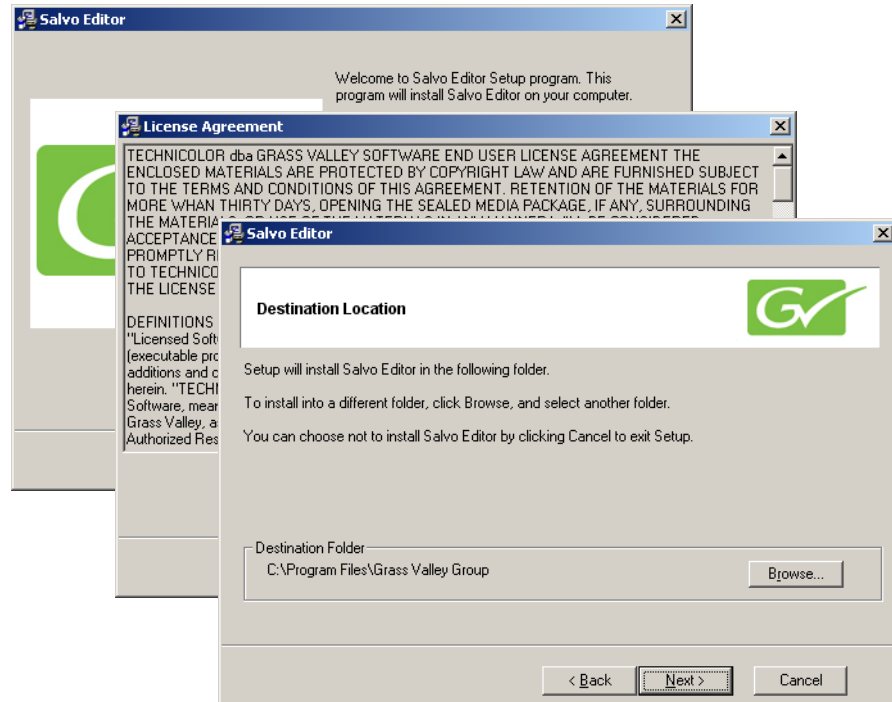 Salvo Editor
Welcome to Salvo Editor Setup program. This
program will install Salvo Editor on your computer.
License Agreement
TECHNICOLOR dba GRASS VALLEY SOFTWARE END USER LICENSE AGREEMENT THE
ENCLOSED MATERIALS ARE PROTECTED BY COPYRIGHT LAW AND ARE FURNISHED SUBJECT
TO THE TERMS AND CONDITIONS OF THIS AGREEMENT. RETENTION OF THE MATERIALS FOR
MORE WHAN THIRTY DAYS, OPENING THE SEALED MEDIA PACKAGE, IF ANY, SURROUNDING
THE
ACCEPTANCE
PROMPTLY
TO
THE LICENSE
DEFINITIONS
"Licensed
(executable
additions and
herein.
Software,
Grass Valley,
Authorized
Salvo Editor
Destination Location
GV
Setup will install Salvo Editor in the following folder.
To install into a different folder, click Browse, and select another folder.
You can choose not to install Salvo Editor by clicking Cancel to exit Setup.
Destination Folder
C:\Program Files\Grass Valley Group
Browse...
< Back
Next >
Cancel